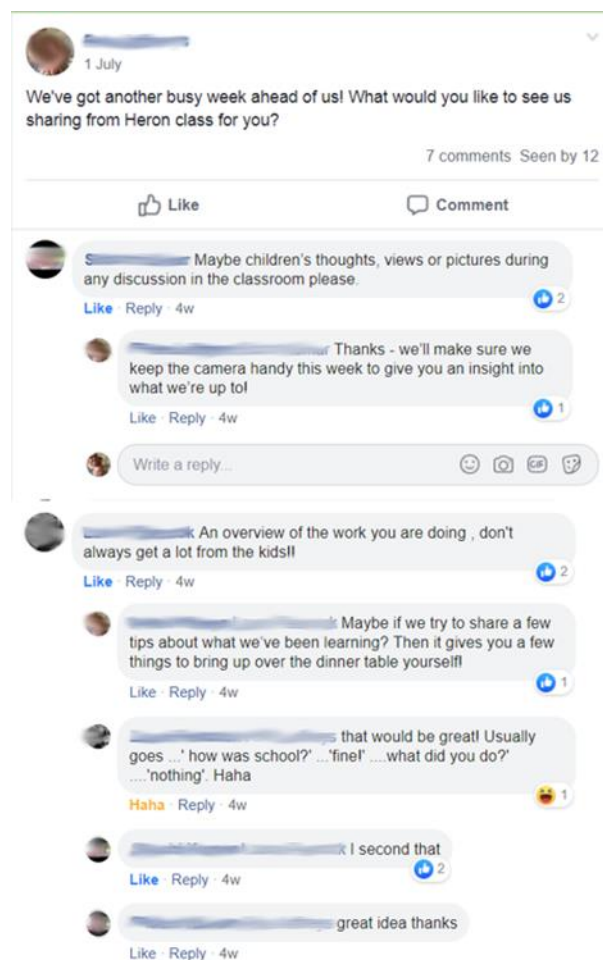 1 July
We've got another busy week ahead of us! What would you like to see us
sharing from Heron class for you?
7 comments Seen by 12
Like
Comment
Maybe children's thoughts, views or pictures during
any discussion in the classroom please.
2
Like · Reply · 4w
Thanks - we'll make sure we
keep the camera handy this week to give you an insight into
what we're up to!
1
Like · Reply · 4w
Write a reply...
GIF
An overview of the work you are doing , don't
always get a lot from the kids!!
2
Like · Reply · 4w
Maybe if we try to share a few
tips about what we've been learning? Then it gives you a few
things to bring up over the dinner table yourself!
1
Like · Reply · 4w
that would be great! Usually
goes ...' how was school?' ...'fine!' ....what did you do?'
....'nothing'. Haha
1
Haha · Reply · 4w
I second that
2
Like · Reply · 4w
great idea thanks
Like · Reply · 4w